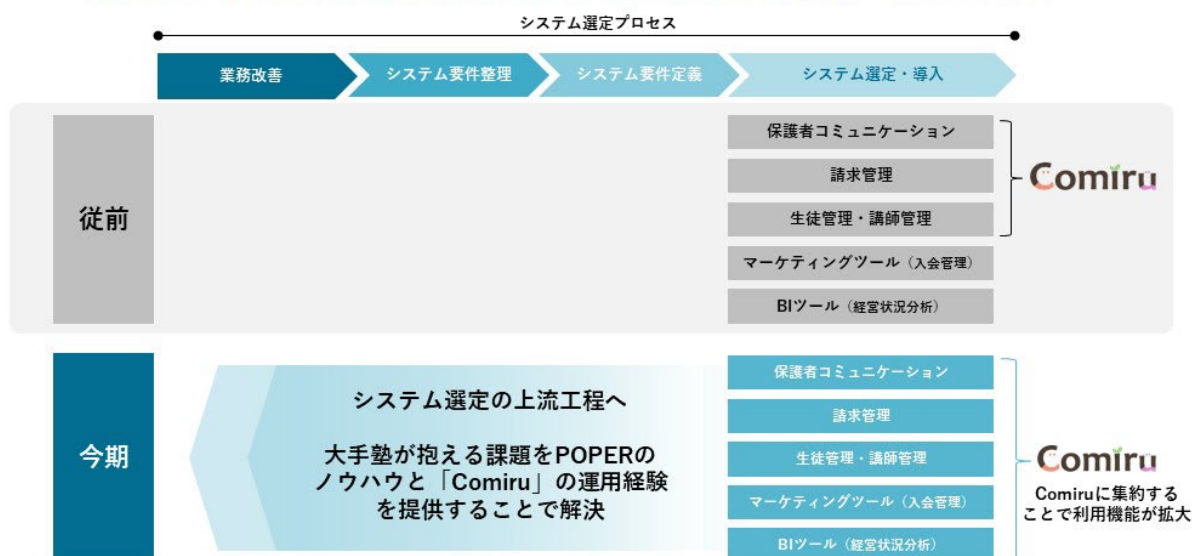 システム選定プロセス
業務改善
システム要件整理
システム要件定義
システム選定・導入
従前
保護者コミュニケーション
請求管理
生徒管理・講師管理
マーケティングツール（入会管理）
BIツール（経営状況分析）
Comiru
今期
システム選定の上流工程へ
大手塾が抱える課題をPOPERの
ノウハウと「Comiru」の運用経験
を提供することで解決
保護者コミュニケーション
請求管理
生徒管理・講師管理
マーケティングツール（入会管理）
BIツール（経営状況分析）
Comiru
Comiruに集約する
ことで利用機能が拡大